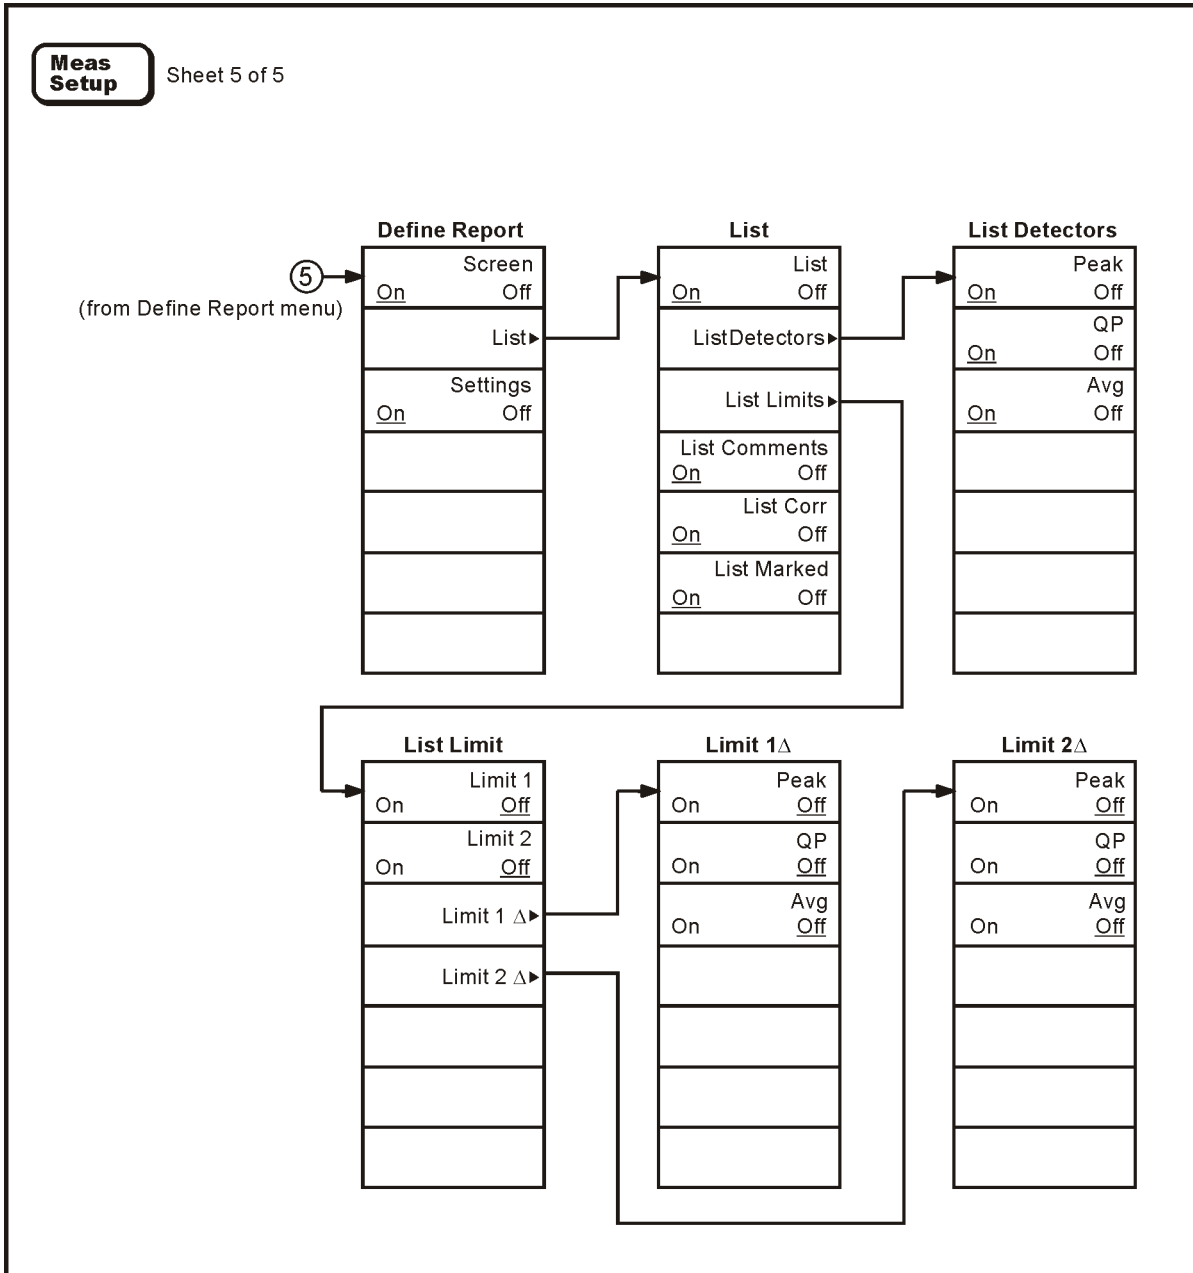 Meas
Setup
Sheet 5 of 5
Define Report
5
(from Define Report menu)
Screen
On Off
List▶
Settings
On Off
List
List
On Off
ListDetectors▶
List Limits▶
List Comments
On Off
List Corr
On Off
List Marked
On Off
List Detectors
Peak
On Off
QP
On Off
Avg
On Off
List Limit
Limit 1
On Off
Limit 2
On Off
Limit 1 Δ▶
Limit 2 Δ▶
Limit 1Δ
Peak
On Off
QP
On Off
Avg
On Off
Limit 2Δ
Peak
On Off
QP
On Off
Avg
On Off